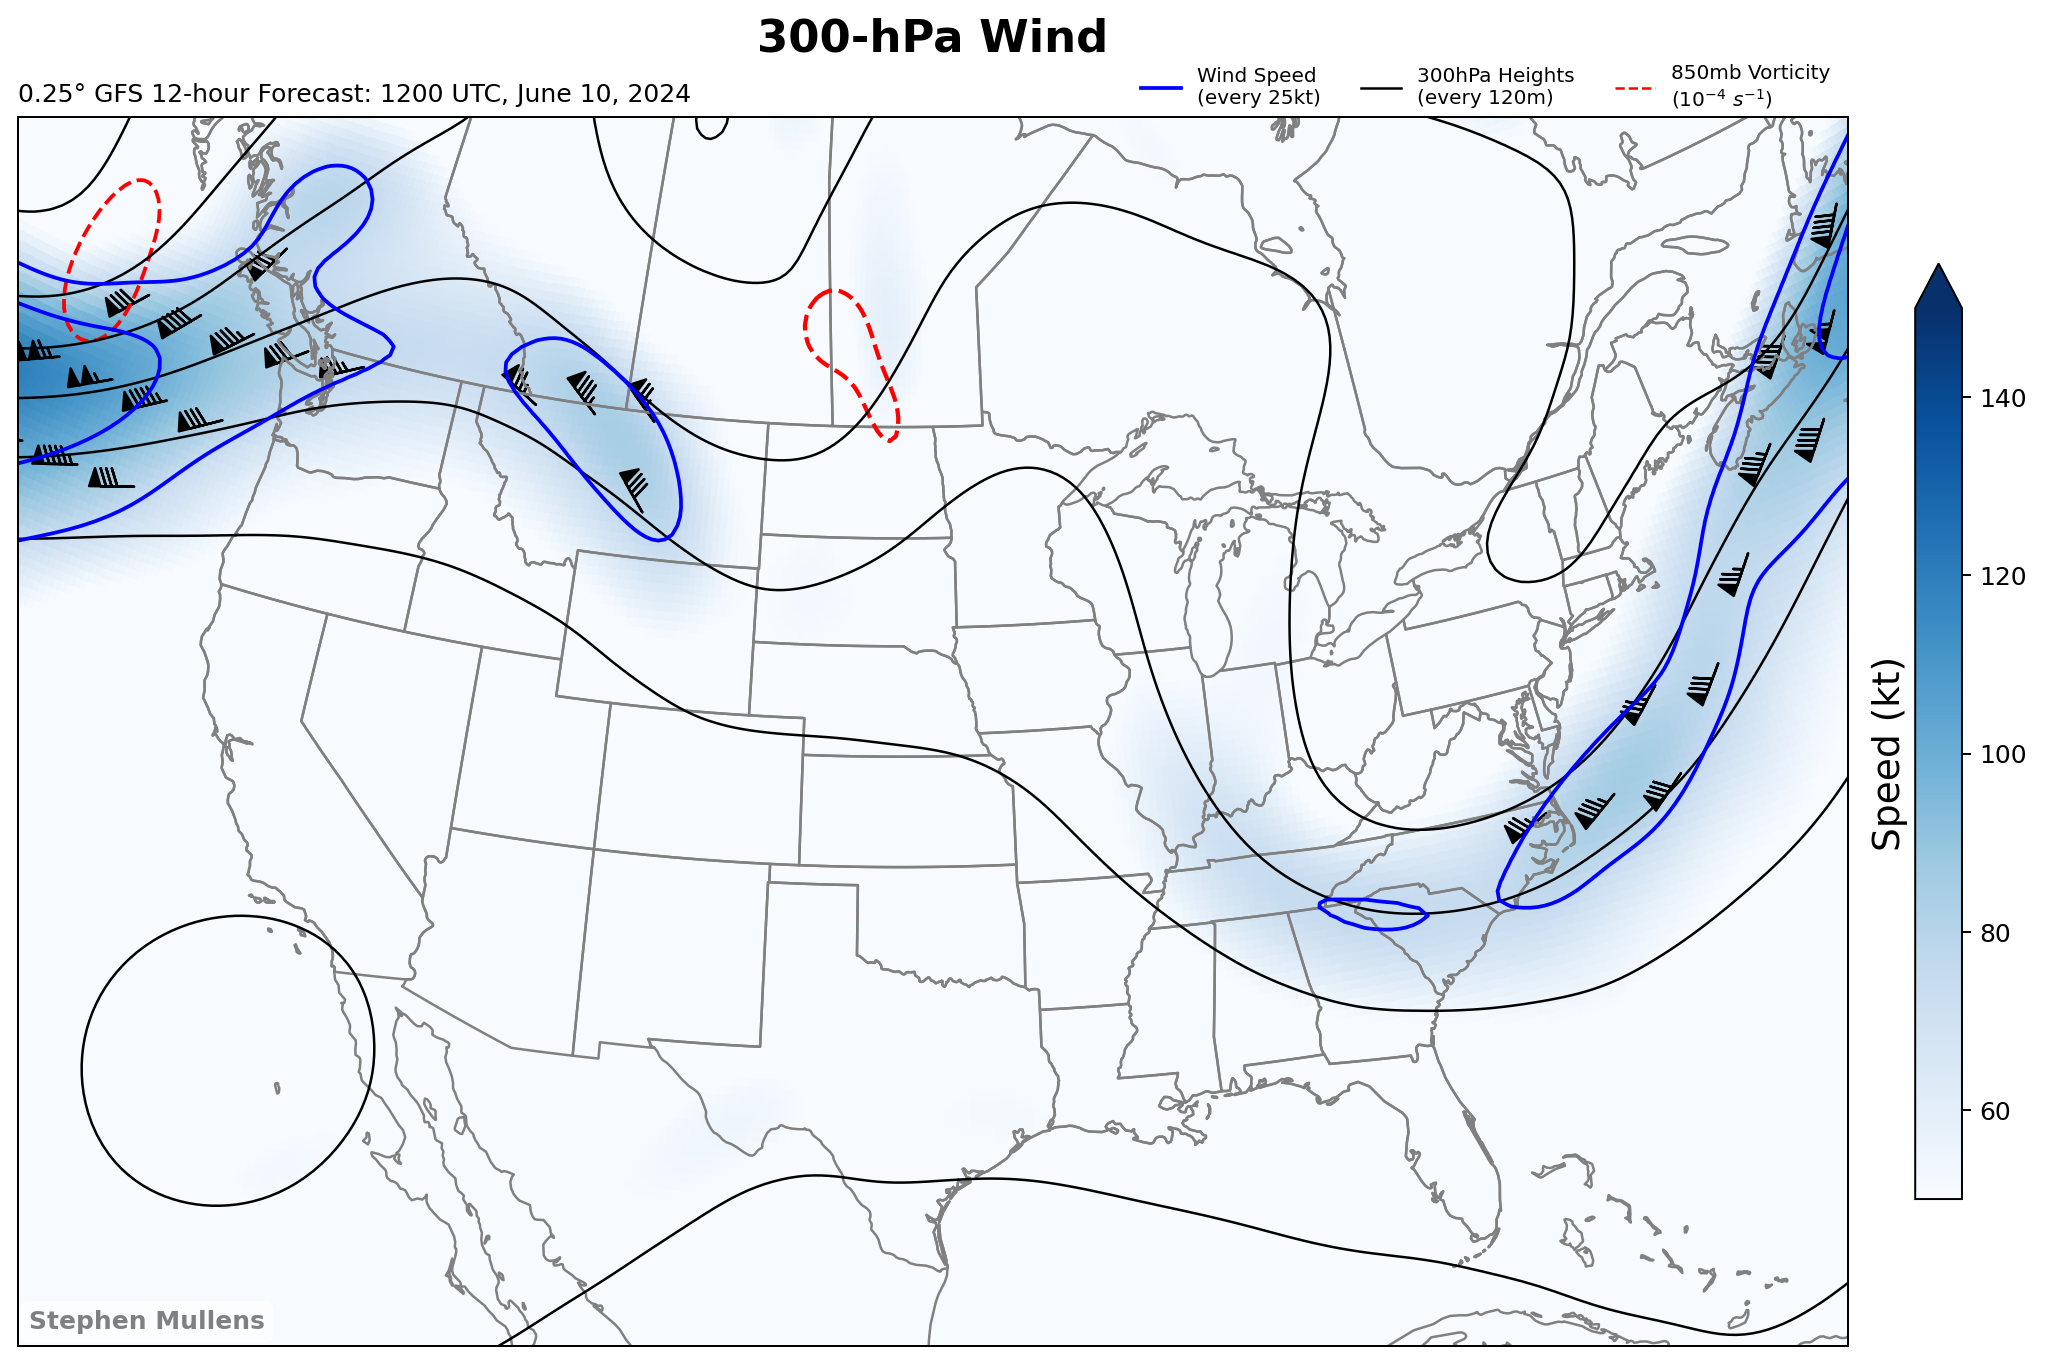 300-hPa Wind
0.25° GFS 12-hour Forecast: 1200 UTC, June 10, 2024
Wind Speed
(every 25kt)
300hPa Heights
(every 120m)
850mb Vorticity
(10⁻⁴ s⁻¹)
140
120
100
80
60
Speed (kt)
Stephen Mullens